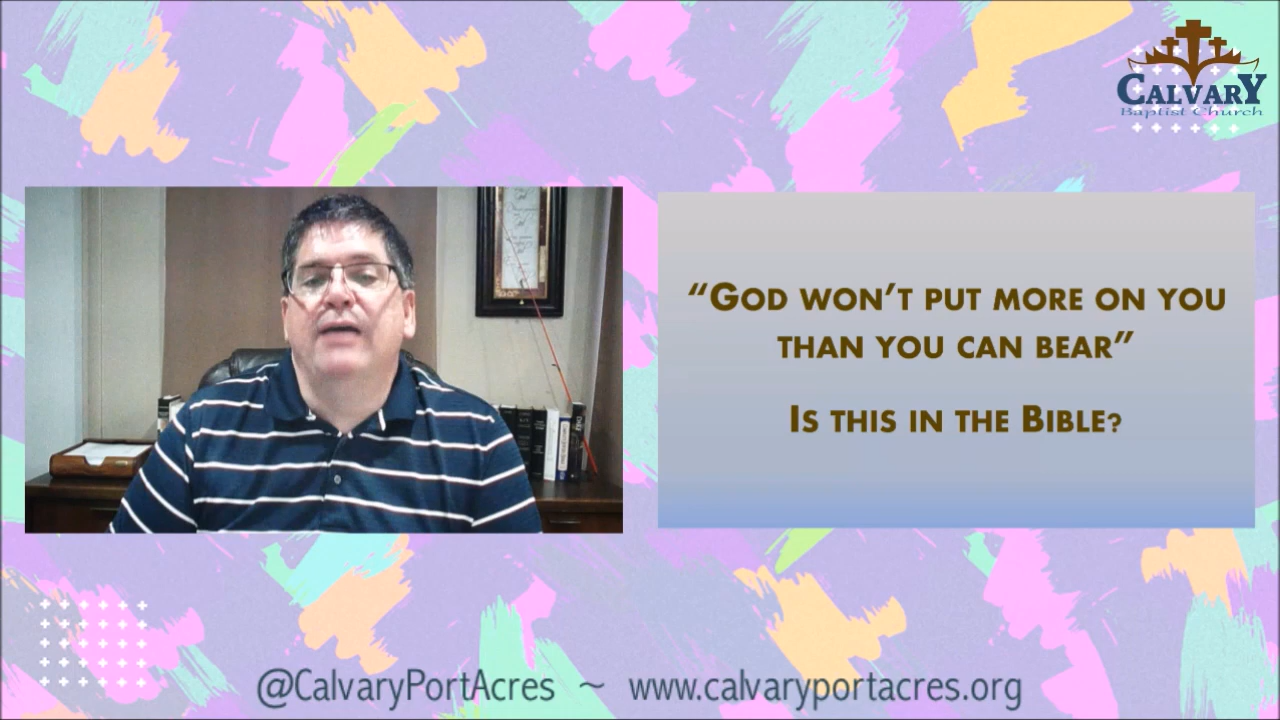 CALVARY
Baptist Church
“GOD WON’T PUT MORE ON YOU
THAN YOU CAN BEAR”
IS THIS IN THE BIBLE?
@CalvaryPortAcres ~ www.calvaryportacres.org